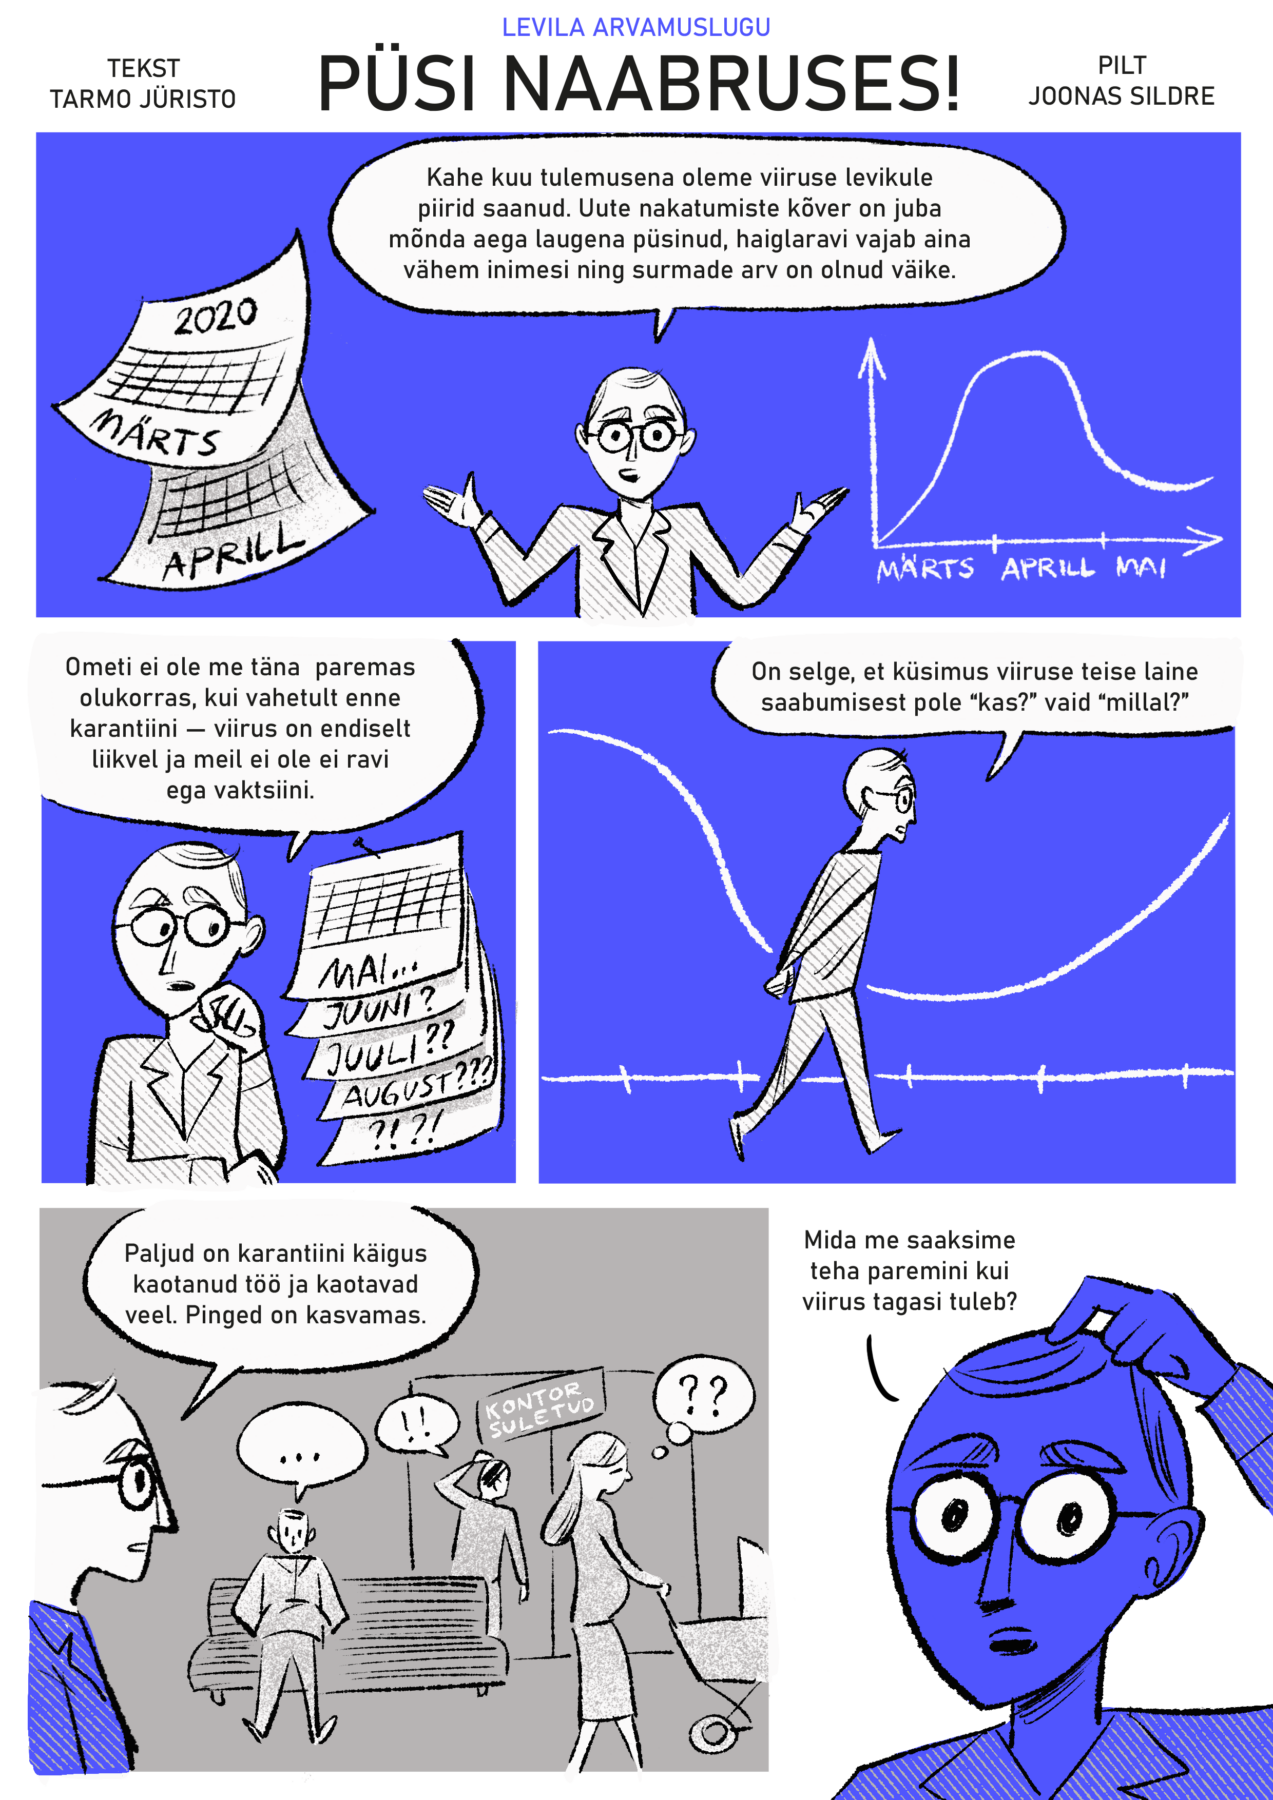 LEVILA ARVAMUSLUGU
PÜSI NAABRUSES!
TEKST
TARMO JÜRISTO
PILT
JOONAS SILDRE
Kahe kuu tulemusena oleme viiruse levikule
piirid saanud. Uute nakatumiste kõver on juba
mõnda aega laugena püsinud, haiglaravi vajab aina
vähem inimesi ning surmade arv on olnud väike.
2020
MÄRTS
APRILL
MÄRTS APRILL MAI
Ometi ei ole me täna paremas
olukorras, kui vahetult enne
karantiini — viirus on endiselt
liikvel ja meil ei ole ei ravi
ega vaktsiini.
MAI...
JUUNI?
JUULI??
AUGUST???
?!?!
On selge, et küsimus viiruse teise laine
saabumisest pole “kas?” vaid “millal?”
Paljud on karantiini käigus
kaotanud töö ja kaotavad
veel. Pinged on kasvamas.
...
!!
KONTOR
SULETUD
??
Mida me saaksime
teha paremini kui
viirus tagasi tuleb?